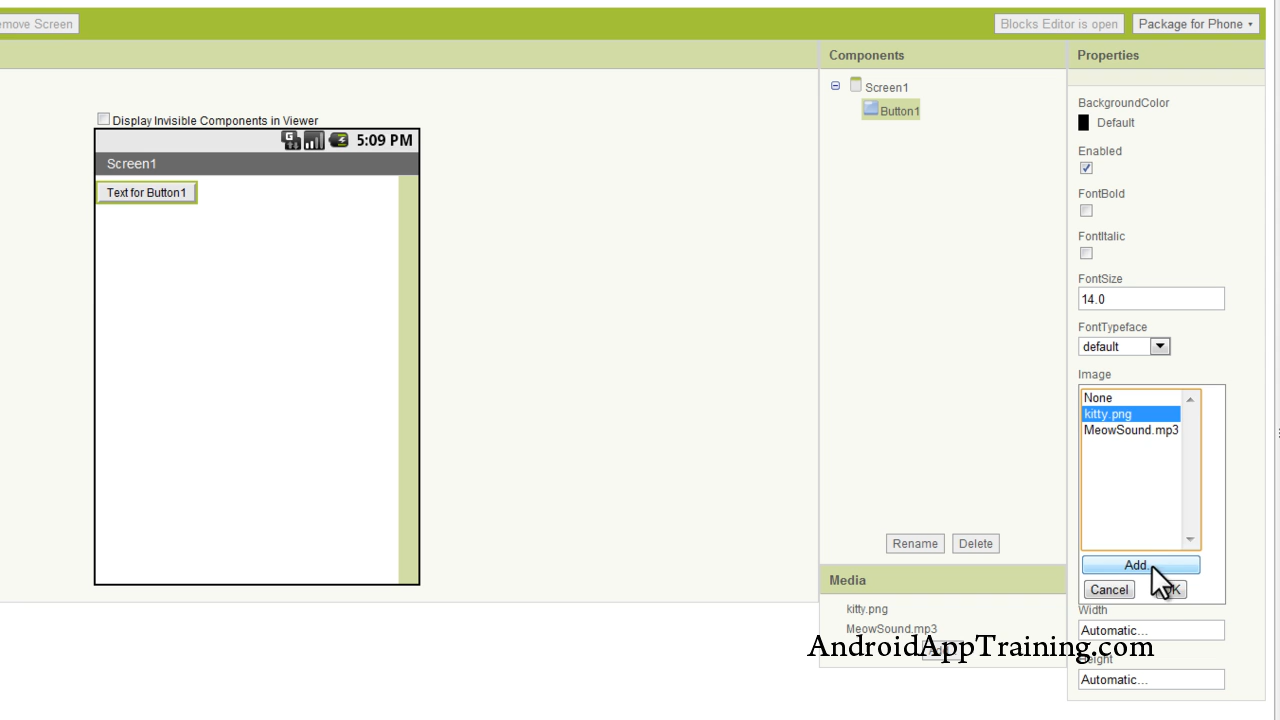 emove Screen
Blocks Editor is open
Package for Phone
Components
Properties
Screen1
Button1
Display Invisible Components in Viewer
5:09 PM
Screen1
Text for Button1
BackgroundColor
Default
Enabled
FontBold
FontItalic
FontSize
14.0
FontTypeface
default
Image
None
kitty.png
MeowSound.mp3
Add.
Cancel
K
Rename
Delete
Media
kitty.png
MeowSound.mp3
AndroidAppTraining.com
Width
Automatic...
Height
Automatic...